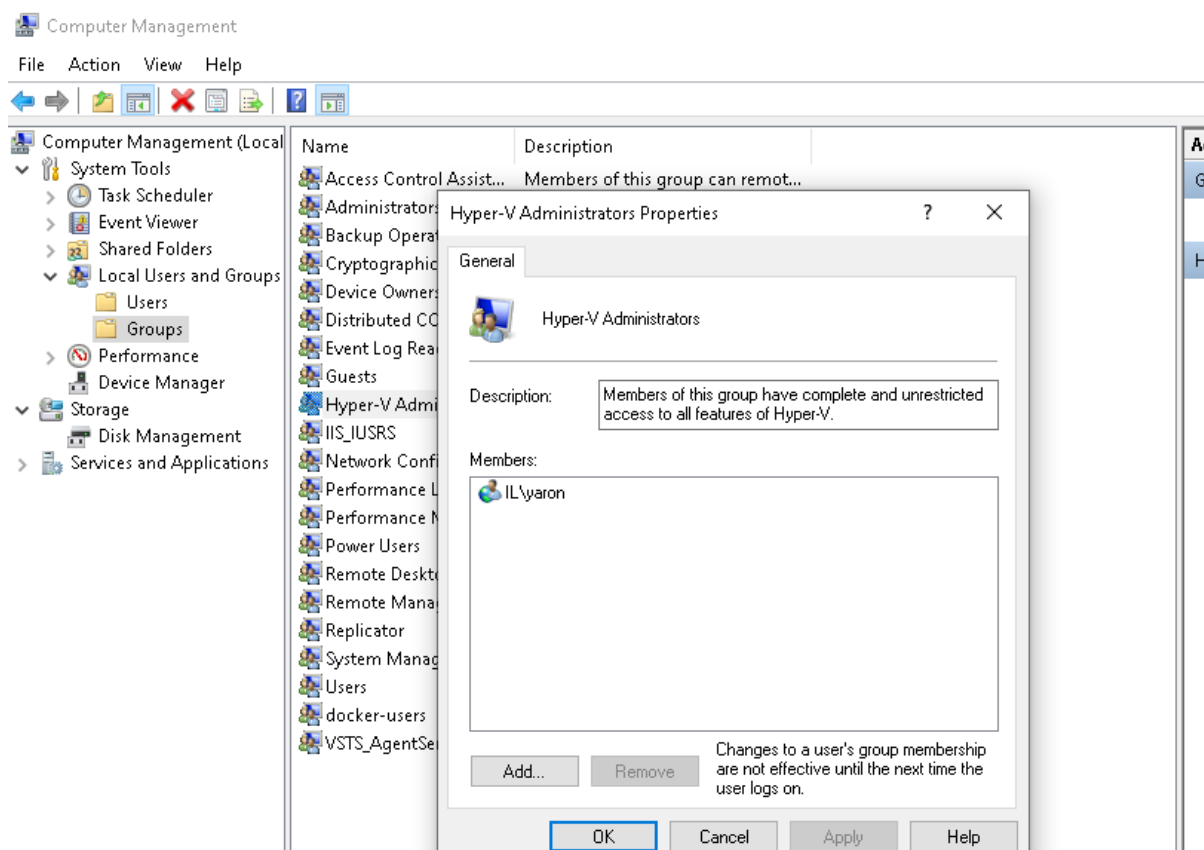 Computer Management
File Action View Help
Computer Management (Local
System Tools
Task Scheduler
Event Viewer
Shared Folders
Local Users and Groups
Users
Groups
Performance
Device Manager
Storage
Disk Management
Services and Applications
Name Description
Access Control Assist... Members of this group can remot...
Administrators
Backup Operat
Cryptographic
Device Owners
Distributed CO
Event Log Rea
Guests
Hyper-V Admi
IIS_IUSRS
Network Confi
Performance L
Performance M
Power Users
Remote Deskto
Remote Manag
Replicator
System Manag
Users
docker-users
VSTS_AgentSe
Hyper-V Administrators Properties
General
Hyper-V Administrators
Description: Members of this group have complete and unrestricted
access to all features of Hyper-V.
Members:
IL\yaron
Add... Remove
Changes to a user's group membership
are not effective until the next time the
user logs on.
OK Cancel Apply Help